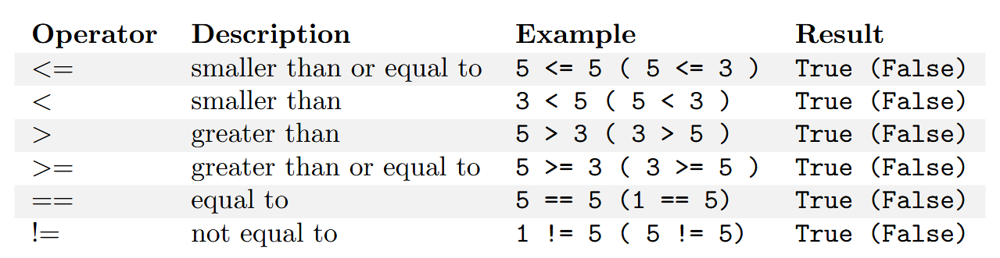 Operator Description Example Result
<= smaller than or equal to 5 <= 5 ( 5 <= 3 ) True (False)
< smaller than 3 < 5 ( 5 < 3 ) True (False)
> greater than 5 > 3 ( 3 > 5 ) True (False)
>= greater than or equal to 5 >= 3 ( 3 >= 5 ) True (False)
== equal to 5 == 5 (1 == 5) True (False)
!= not equal to 1 != 5 ( 5 != 5) True (False)